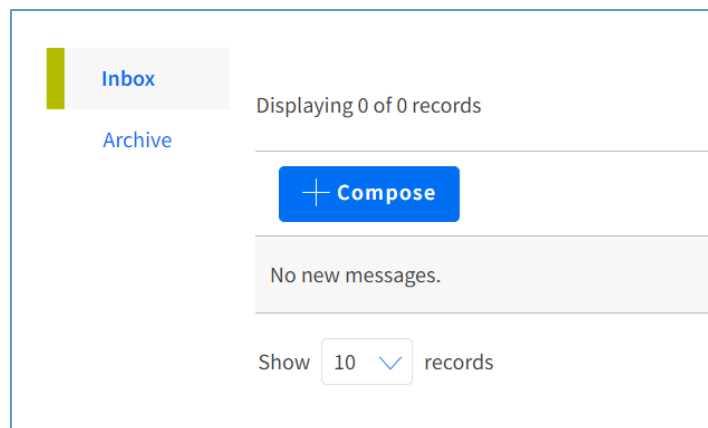 Inbox
Archive
Displaying 0 of 0 records
Compose
No new messages.
Show 10 records